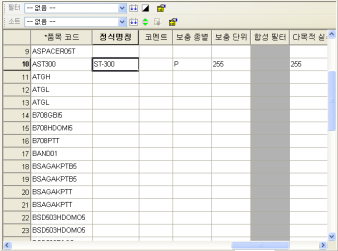 필터 -- 없음 --
소트 -- 없음 --
*품목 코드 정식명칭 코멘트 보충 종별 보충 단위 합성 필터 다목적 실
9 ASPACER05T
10 AST300 ST-300 P 255 255
11 ATGH
12 ATGL
13 ATGL
14 B708GBI5
15 B708HDOMI5
16 B708PTT
17 BAND01
18 BSAGAKPTB5
19 BSAGAKPTB5
20 BSAGAKPTT
21 BSAGAKPTT
22 BSD503HDOMO5
23 BSD503HDOMO5